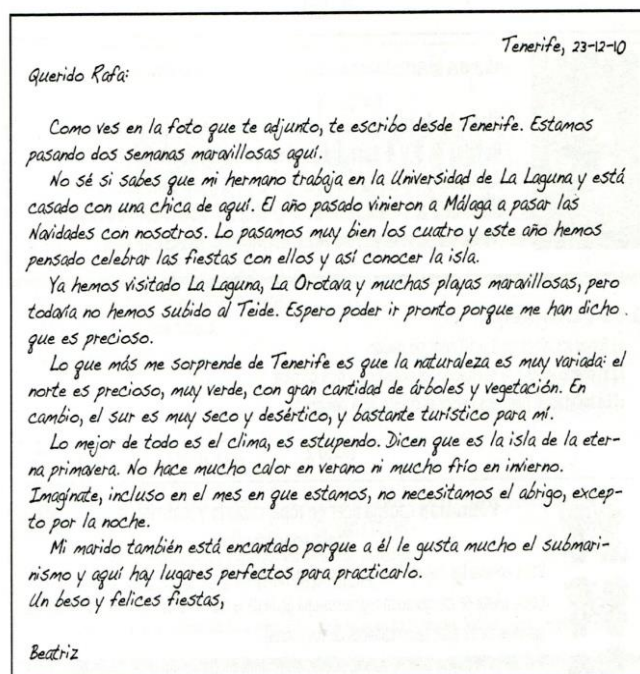 Tenerife, 23-12-10
Querido Rafa:
Como ves en la foto que te adjunto, te escribo desde Tenerife. Estamos
pasando dos semanas maravillosas aquí.
No sé si sabes que mi hermano trabaja en la Universidad de La Laguna y está
casado con una chica de aquí. El año pasado vinieron a Málaga a pasar las
Navidades con nosotros. Lo pasamos muy bien los cuatro y este año hemos
pensado celebrar las fiestas con ellos y así conocer la isla.
Ya hemos visitado La Laguna, La Orotava y muchas playas maravillosas, pero
todavía no hemos subido al Teide. Espero poder ir pronto porque me han dicho
que es precioso.
Lo que más me sorprende de Tenerife es que la naturaleza es muy variada: el
norte es precioso, muy verde, con gran cantidad de árboles y vegetación. En
cambio, el sur es muy seco y desértico, y bastante turístico para mí.
Lo mejor de todo es el clima, es estupendo. Dicen que es la isla de la eter-
na primavera. No hace mucho calor en verano ni mucho frío en invierno.
Imagínate, incluso en el mes en que estamos, no necesitamos el abrigo, excep-
to por la noche.
Mi marido también está encantado porque a él le gusta mucho el submari-
nismo y aquí hay lugares perfectos para practicarlo.
Un beso y felices fiestas,
Beatriz